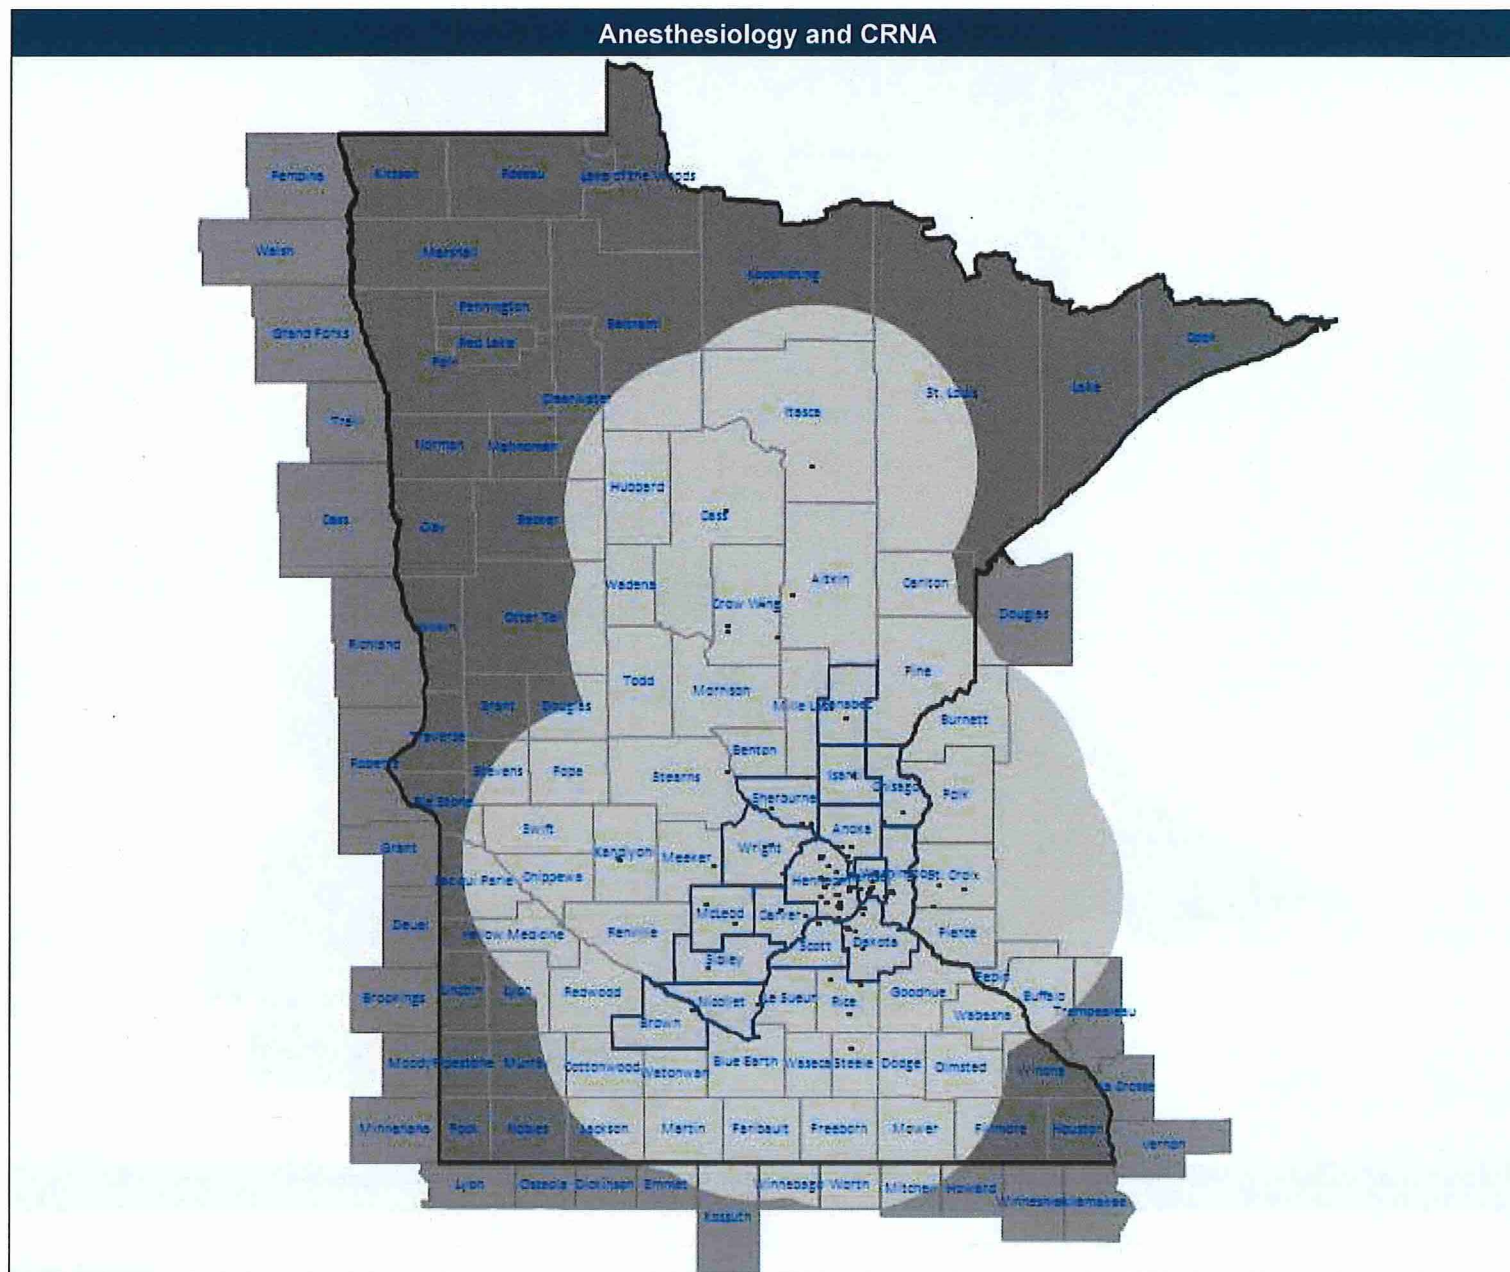 Anesthesiology and CRNA
Pembina
Kittson
Roseau
Lake of the Woods
Walsh
Marshall
Koochiching
Pennington
Grand Forks
Red Lake
Polk
Beltrami
Cook
Clearwater
St. Louis
Lake
Itasca
Traill
Norman
Mahnomen
Hubbard
Cass
Cass
Clay
Becker
Wadena
Crow Wing
Aitkin
Carlton
Otter Tail
Wilkin
Douglas
Richland
Todd
Morrison
Mille Lacs
Kanabec
Pine
Grant
Douglas
Burnett
Traverse
Benton
Roberts
Stevens
Pope
Stearns
Isanti
Chisago
Polk
Big Stone
Sherburne
Swift
Anoka
Grant
Kandiyohi
Meeker
Wright
Lac qui Parle
Chippewa
Hennepin
Washington
St. Croix
Deuel
McLeod
Carver
Yellow Medicine
Renville
Scott
Dakota
Pierce
Sibley
Brookings
Lincoln
Lyon
Redwood
Nicollet
Le Sueur
Rice
Goodhue
Pepin
Buffalo
Wabasha
Trempealeau
Brown
Moody
Pipestone
Murray
Cottonwood
Watonwan
Blue Earth
Waseca
Steele
Dodge
Olmsted
Winona
La Crosse
Minnehaha
Rock
Nobles
Jackson
Martin
Faribault
Freeborn
Mower
Fillmore
Houston
Vernon
Lyon
Osceola
Dickinson
Emmet
Winnebago
Worth
Mitchell
Howard
Winneshiek
Allamakee
Kossuth